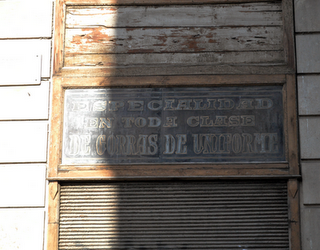 ESPECIALIDAD
EN TODA CLASE
DE GORRAS DE UNIFORME